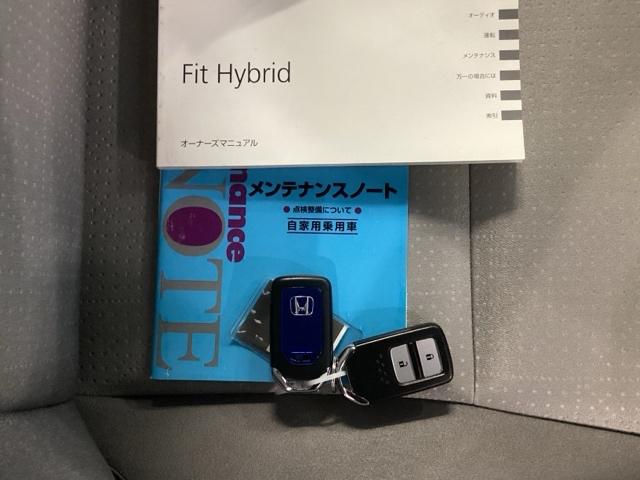 オーディオ
運転
メンテナンス
万一の場合には
資料
索引
Fit Hybrid
オーナーズマニュアル
メンテナンスノート
点検整備について
自家用乗用車
nance
NOTE